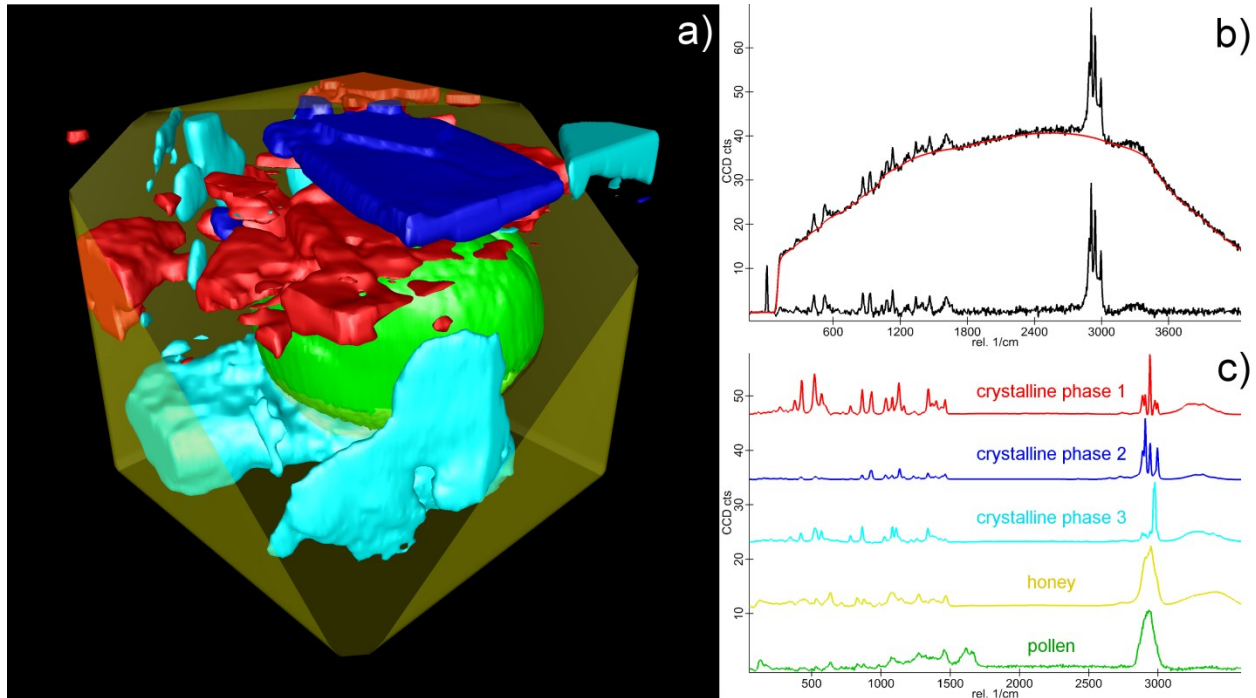 a)
b)
CCD cts
60
50
40
30
20
10
600
1200
1800
2400
3000
3600
rel. 1/cm
c)
CCD cts
50
40
30
20
10
crystalline phase 1
crystalline phase 2
crystalline phase 3
honey
pollen
500
1000
1500
2000
2500
3000
rel. 1/cm